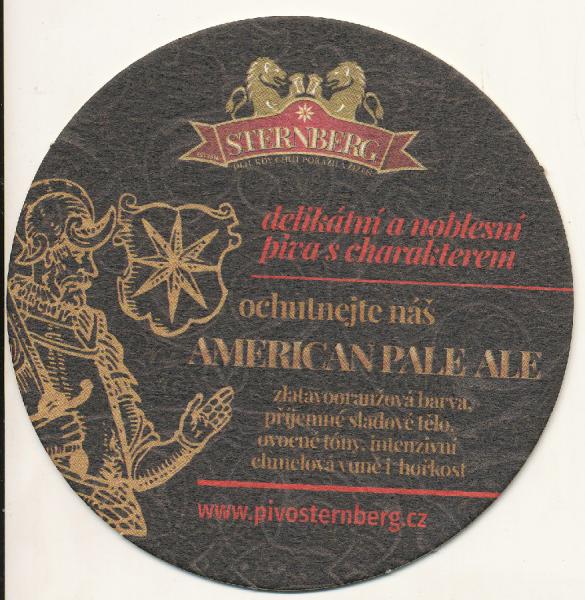 STERNBERG
delikátní a noblesní
piva s charakterem
ochutnejte náš
AMERICAN PALE ALE
zlatavooranžová barva,
příjemné sladové tělo,
ovocné tóny, intenzivní
chmelová vůně i hořkost
www.pivosternberg.cz